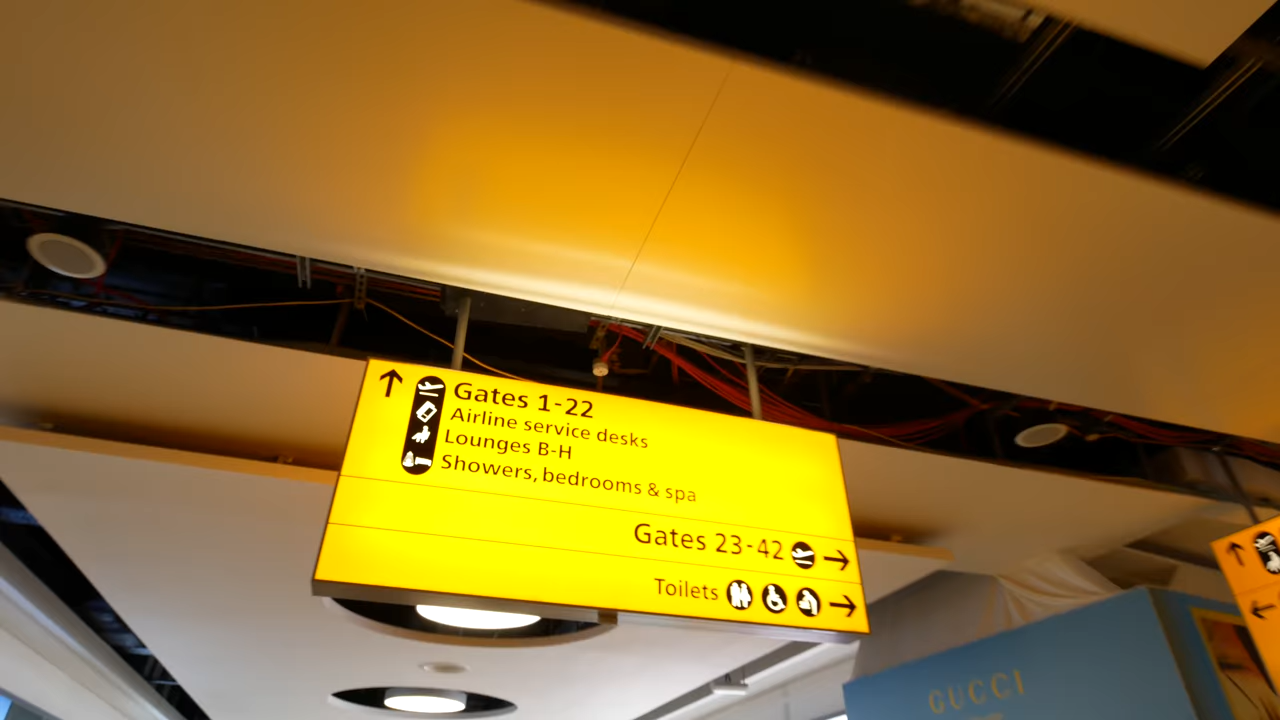 Gates 1-22
Airline service desks
Lounges B-H
Showers, bedrooms & spa
Gates 23-42
Toilets
GUCCI